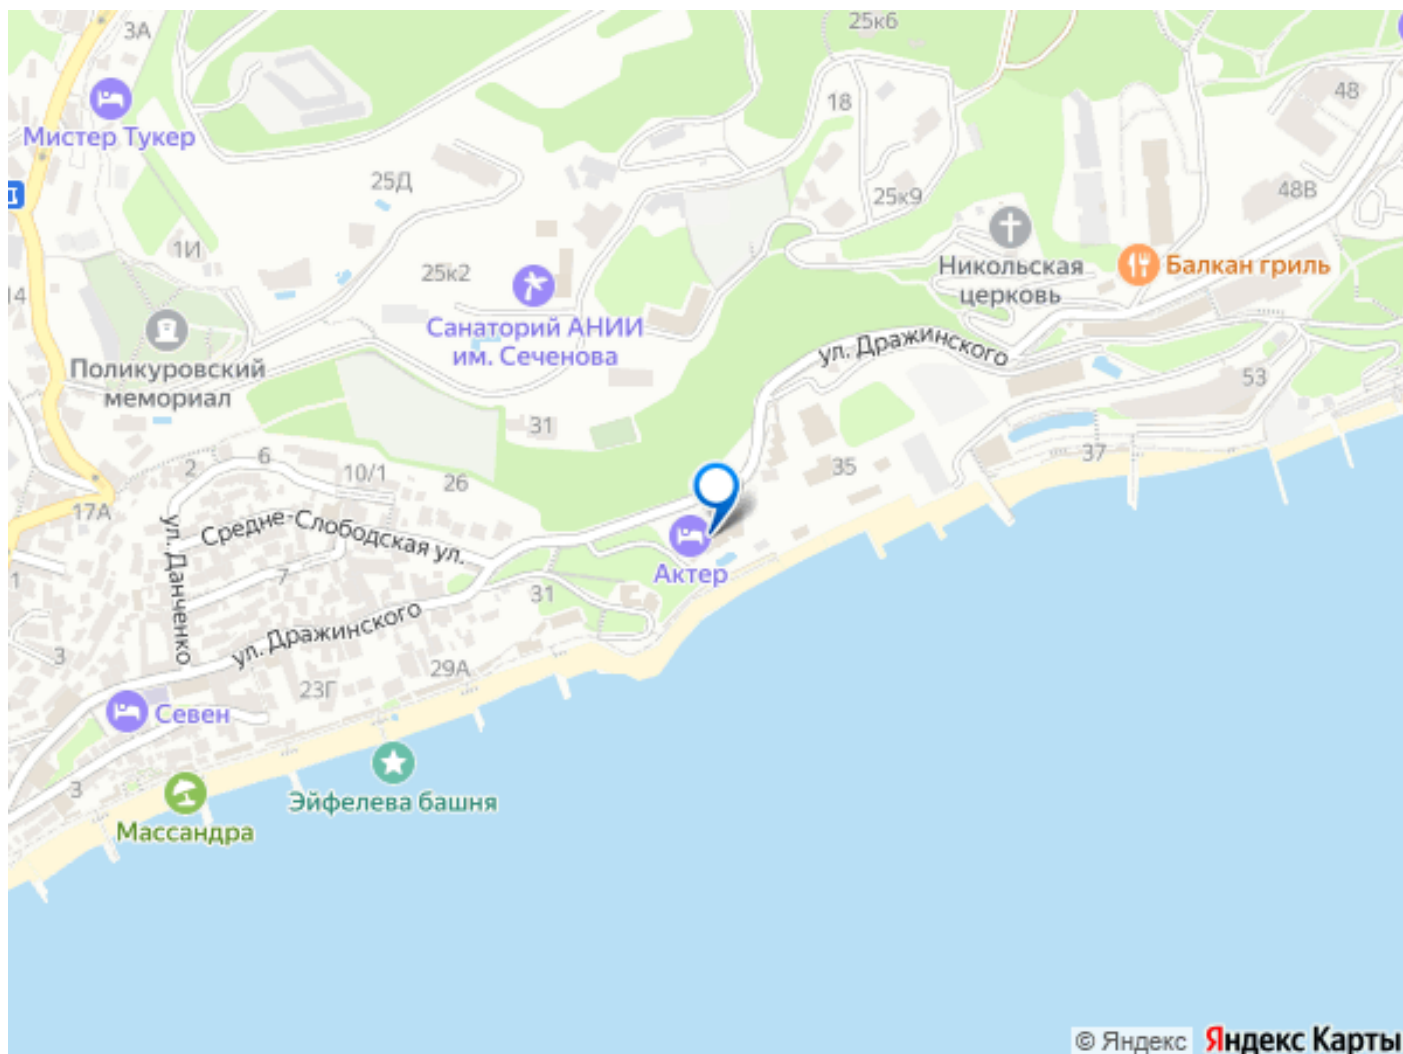 3А
25к6
Мистер Тукер
18
48
25Д
25к9
48В
1И
25к2
Никольская
церковь
Балкан гриль
14
Санаторий АНИИ
им. Сеченова
Поликуровский
мемориал
ул. Дражинского
53
31
2
6
10/1
26
35
37
17А
Средне-Слободская ул.
ул. Данченко
7
1
Актер
31
ул. Дражинского
3
29А
23Г
Севен
3
Эйфелева башня
Массандра
© Яндекс Яндекс Карты